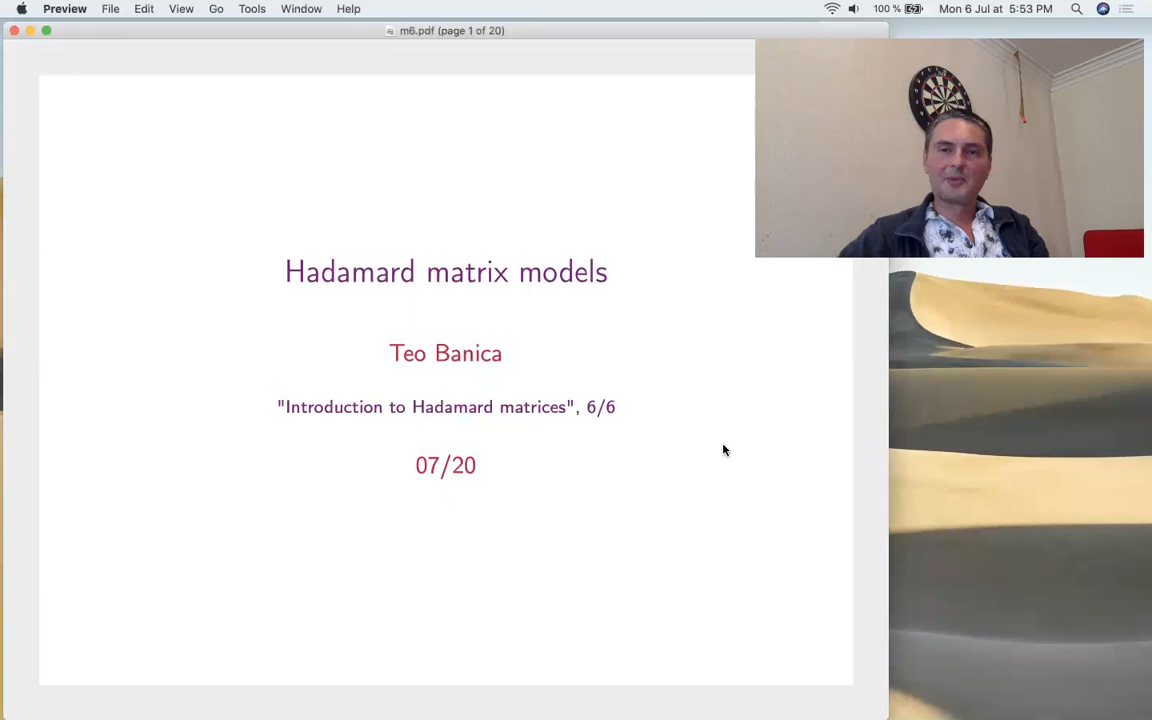 Preview File Edit View Go Tools Window Help 100 % Mon 6 Jul at 5:53 PM
m6.pdf (page 1 of 20)
Hadamard matrix models
Teo Banica
"Introduction to Hadamard matrices", 6/6
07/20